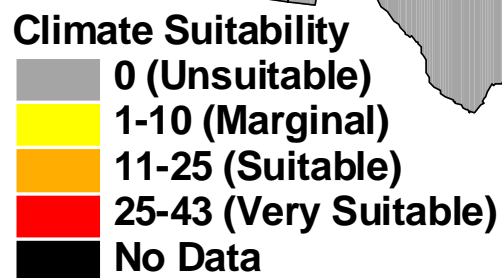 Climate Suitability
0 (Unsuitable)
1-10 (Marginal)
11-25 (Suitable)
25-43 (Very Suitable)
No Data